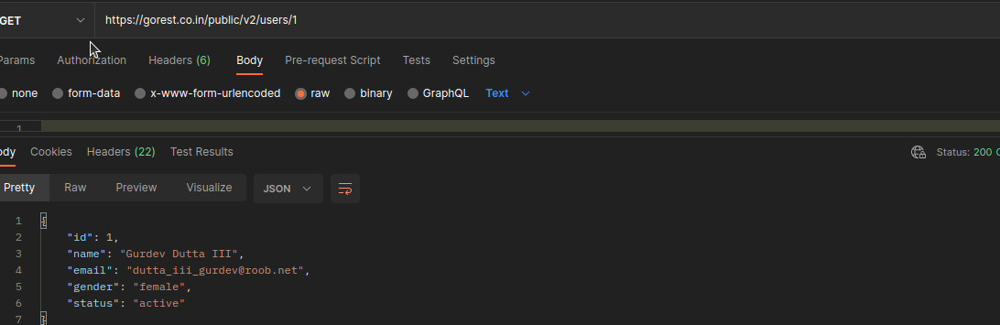 GET https://gorest.co.in/public/v2/users/1
Params Authorization Headers (6) Body Pre-request Script Tests Settings
none form-data x-www-form-urlencoded raw binary GraphQL Text
1
ody Cookies Headers (22) Test Results Status: 200 O
Pretty Raw Preview Visualize JSON
1 {
2 "id": 1,
3 "name": "Gurdev Dutta III",
4 "email": "dutta_iii_gurdev@roob.net",
5 "gender": "female",
6 "status": "active"
7 }